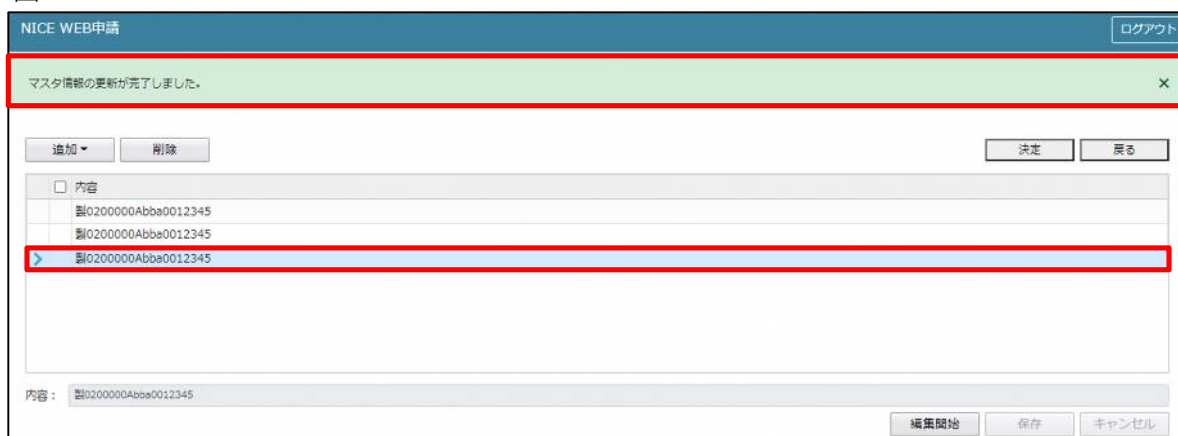 NICE WEB申請
ログアウト
マスタ情報の更新が完了しました。
×
追加
削除
決定
戻る
内容
製0200000Abba0012345
製0200000Abba0012345
製0200000Abba0012345
内容： 製0200000Abba0012345
編集開始
保存
キャンセル